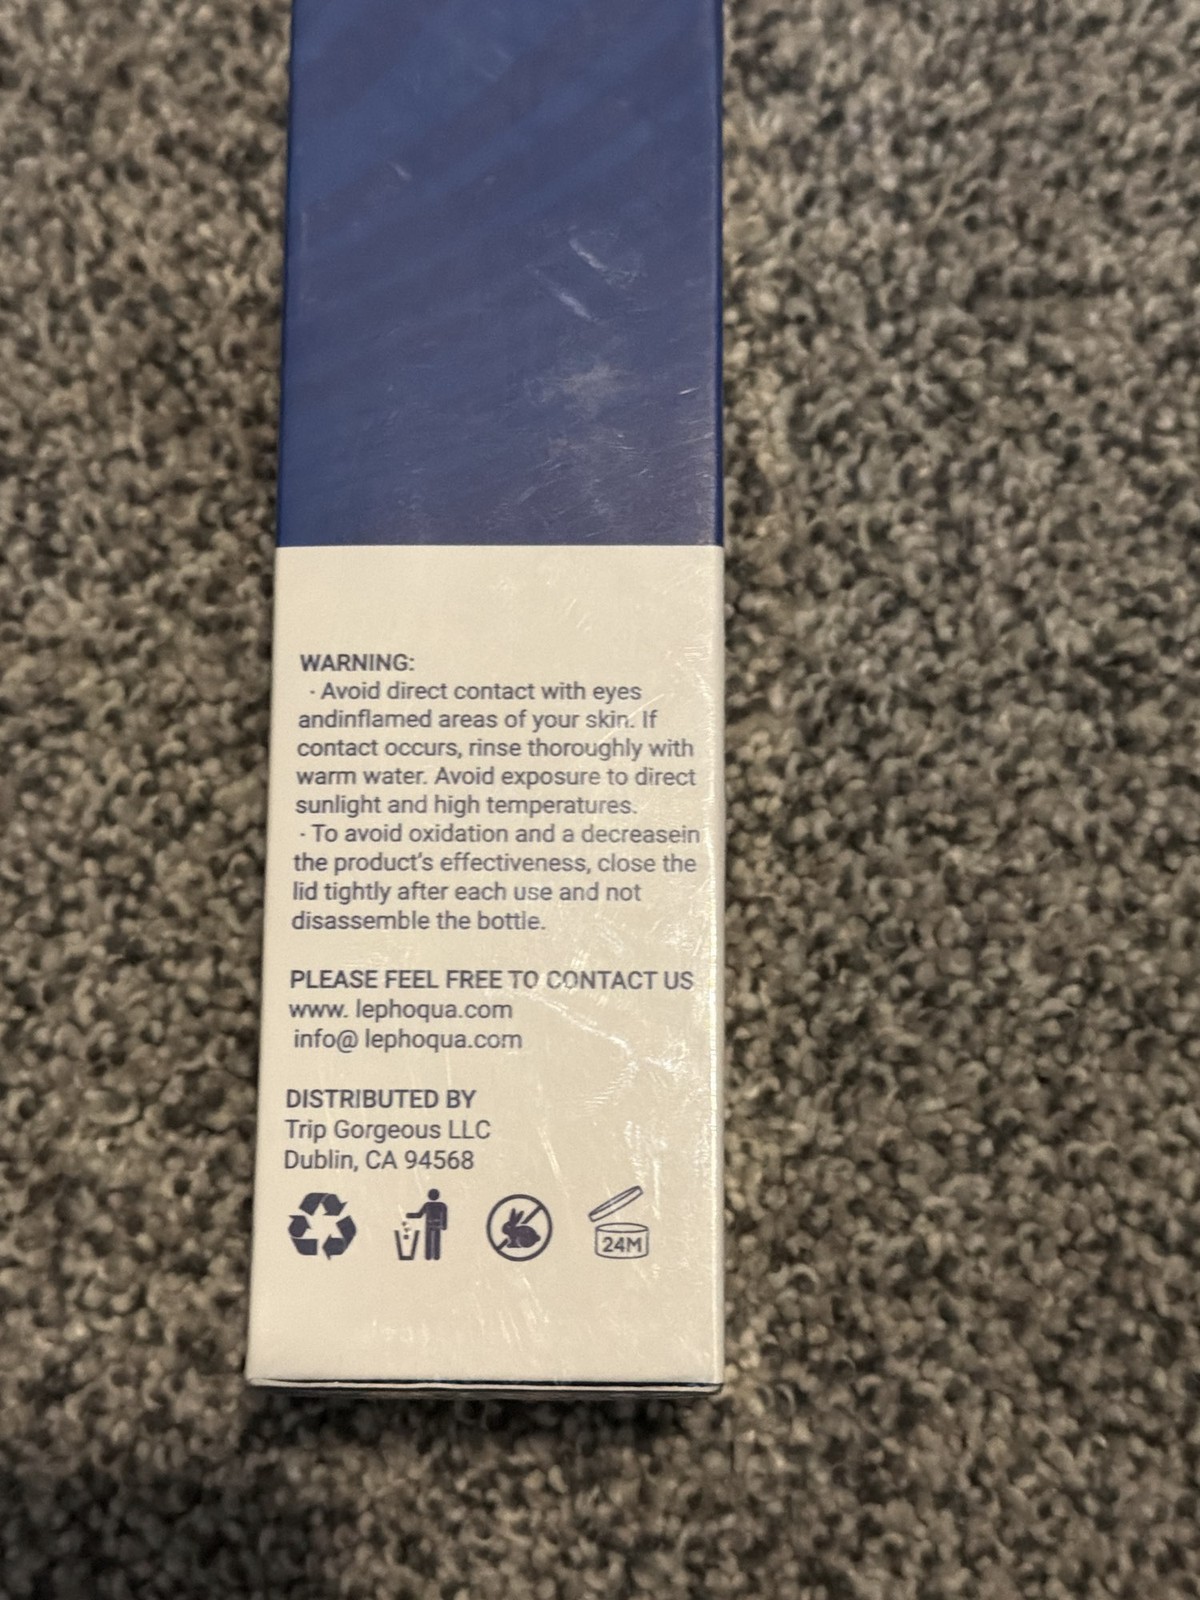 WARNING:
· Avoid direct contact with eyes
andinflamed areas of your skin. If
contact occurs, rinse thoroughly with
warm water. Avoid exposure to direct
sunlight and high temperatures.
· To avoid oxidation and a decreasein
the product's effectiveness, close the
lid tightly after each use and not
disassemble the bottle.
PLEASE FEEL FREE TO CONTACT US
www. lephoqua.com
info@ lephoqua.com
DISTRIBUTED BY
Trip Gorgeous LLC
Dublin, CA 94568
24M